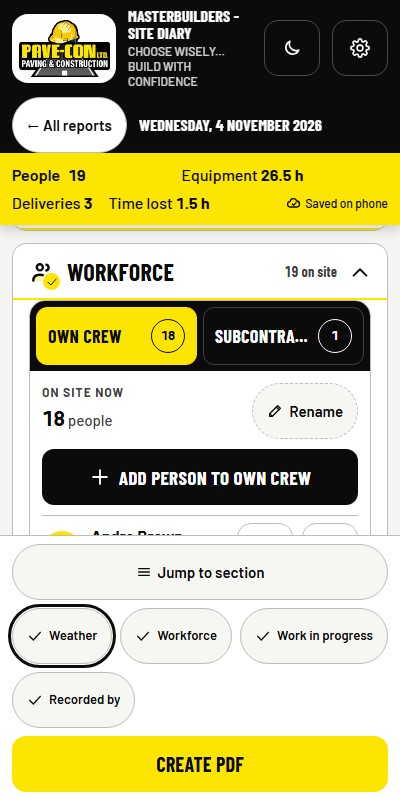 PAVE-CON LTD.
PAVING & CONSTRUCTION
MASTERBUILDERS -
SITE DIARY
CHOOSE WISELY...
BUILD WITH
CONFIDENCE
← All reports
WEDNESDAY, 4 NOVEMBER 2026
People 19
Equipment 26.5 h
Deliveries 3
Time lost 1.5 h
Saved on phone
WORKFORCE
19 on site
OWN CREW
18
SUBCONTRA...
1
ON SITE NOW
18 people
Rename
ADD PERSON TO OWN CREW
Jump to section
Weather
Workforce
Work in progress
Recorded by
CREATE PDF